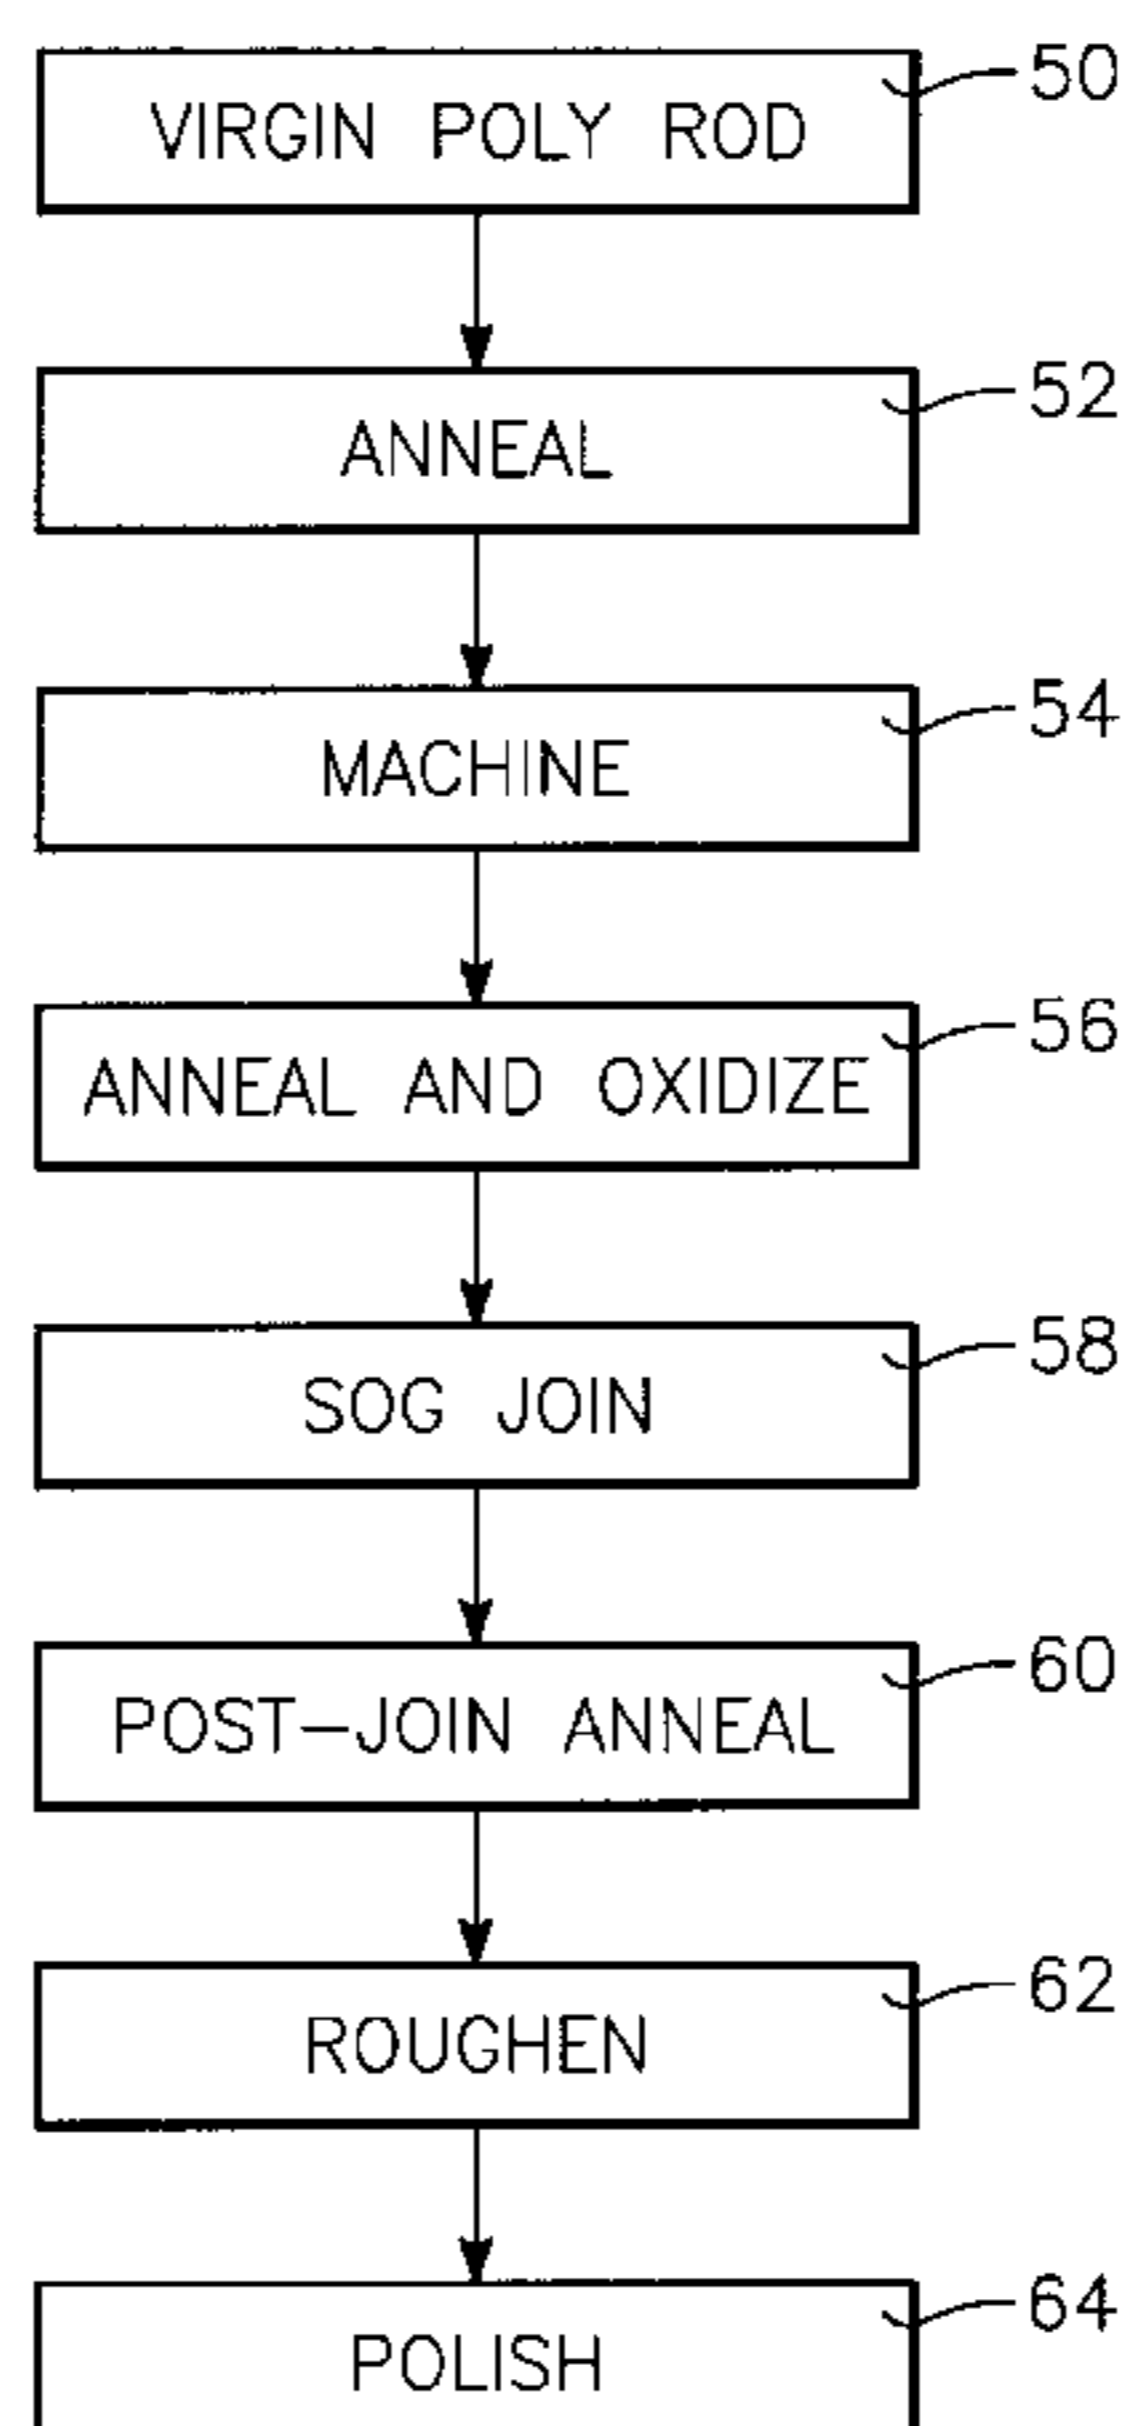 VIRGIN POLY ROD 50
ANNEAL 52
MACHINE 54
ANNEAL AND OXIDIZE 56
SOG JOIN 58
POST-JOIN ANNEAL 60
ROUGHEN 62
POLISH 64